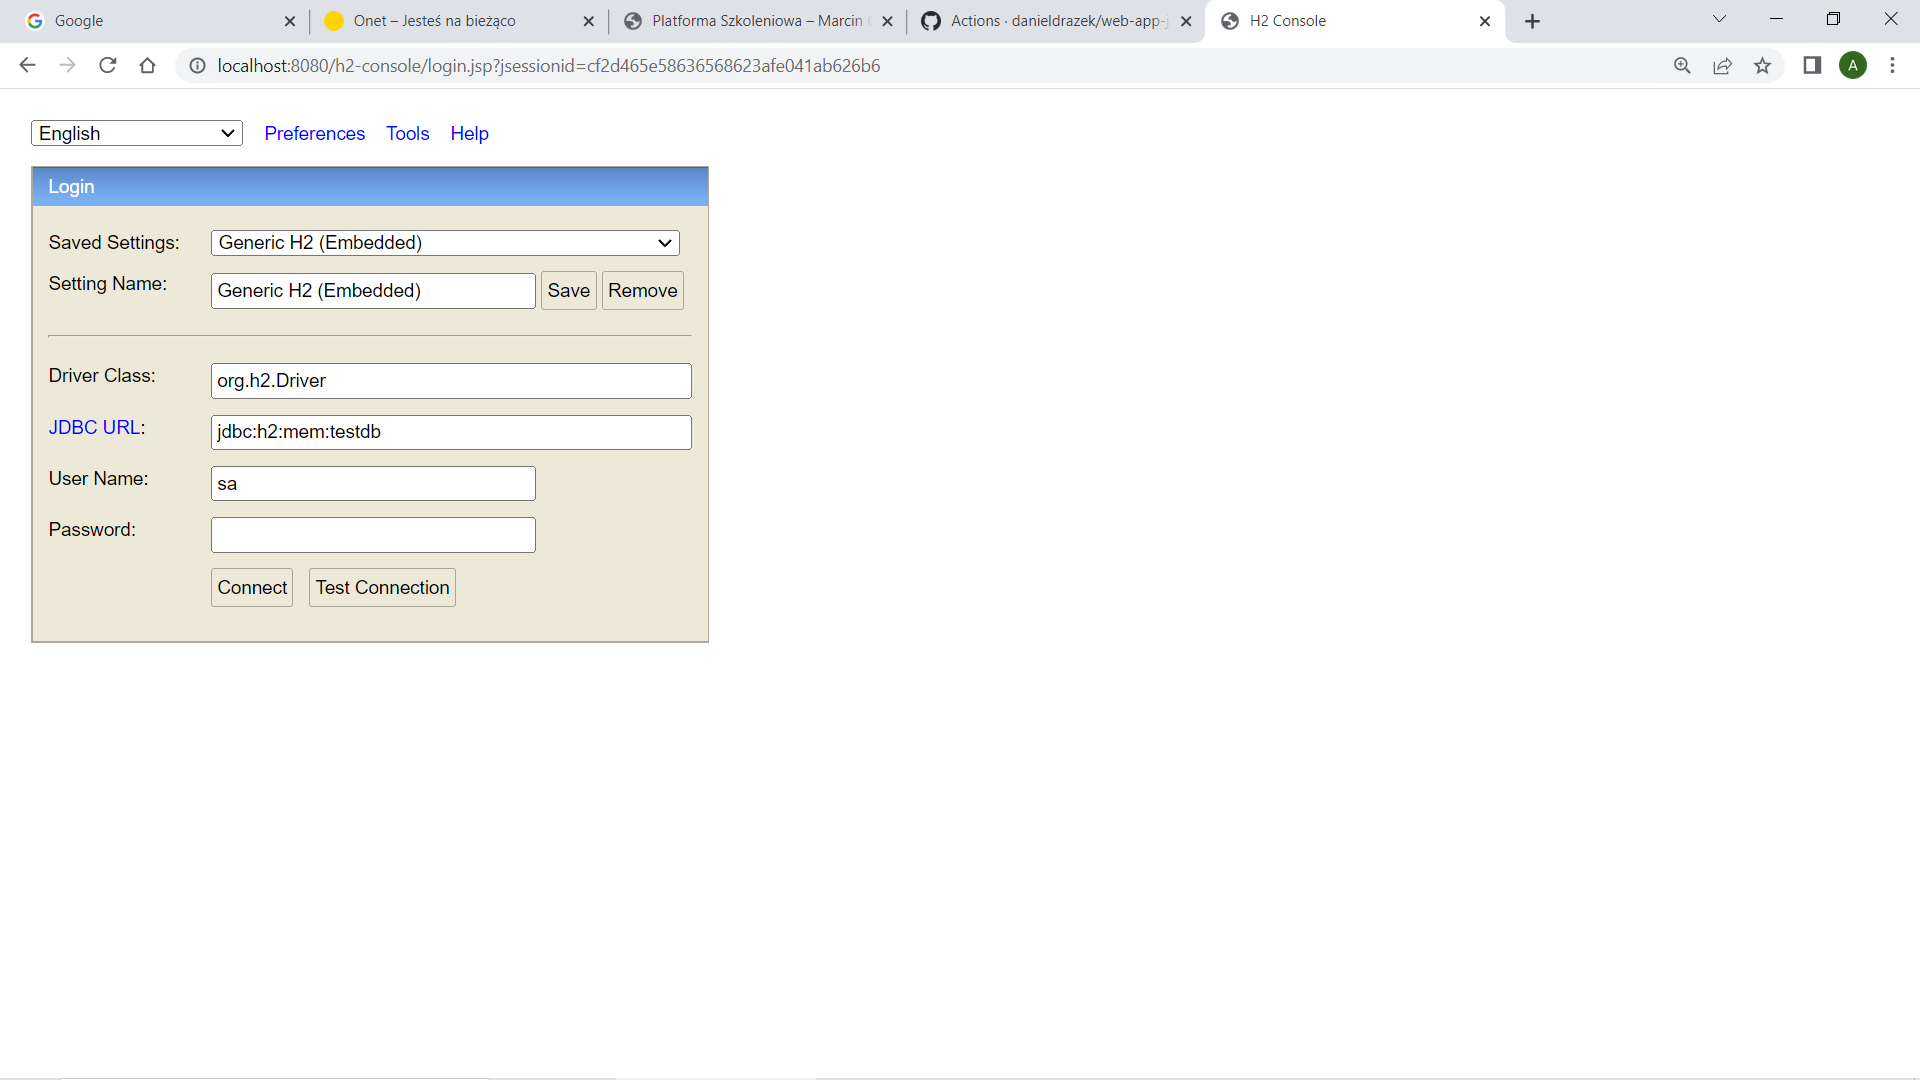 Google
Onet – Jesteś na bieżąco
Platforma Szkoleniowa – Marcin
Actions · danieldrazek/web-app-j
H2 Console
localhost:8080/h2-console/login.jsp?jsessionid=cf2d465e58636568623afe041ab626b6
A
English Preferences Tools Help
Login
Saved Settings: Generic H2 (Embedded)
Setting Name: Generic H2 (Embedded) Save Remove
Driver Class: org.h2.Driver
JDBC URL: jdbc:h2:mem:testdb
User Name: sa
Password:
Connect Test Connection